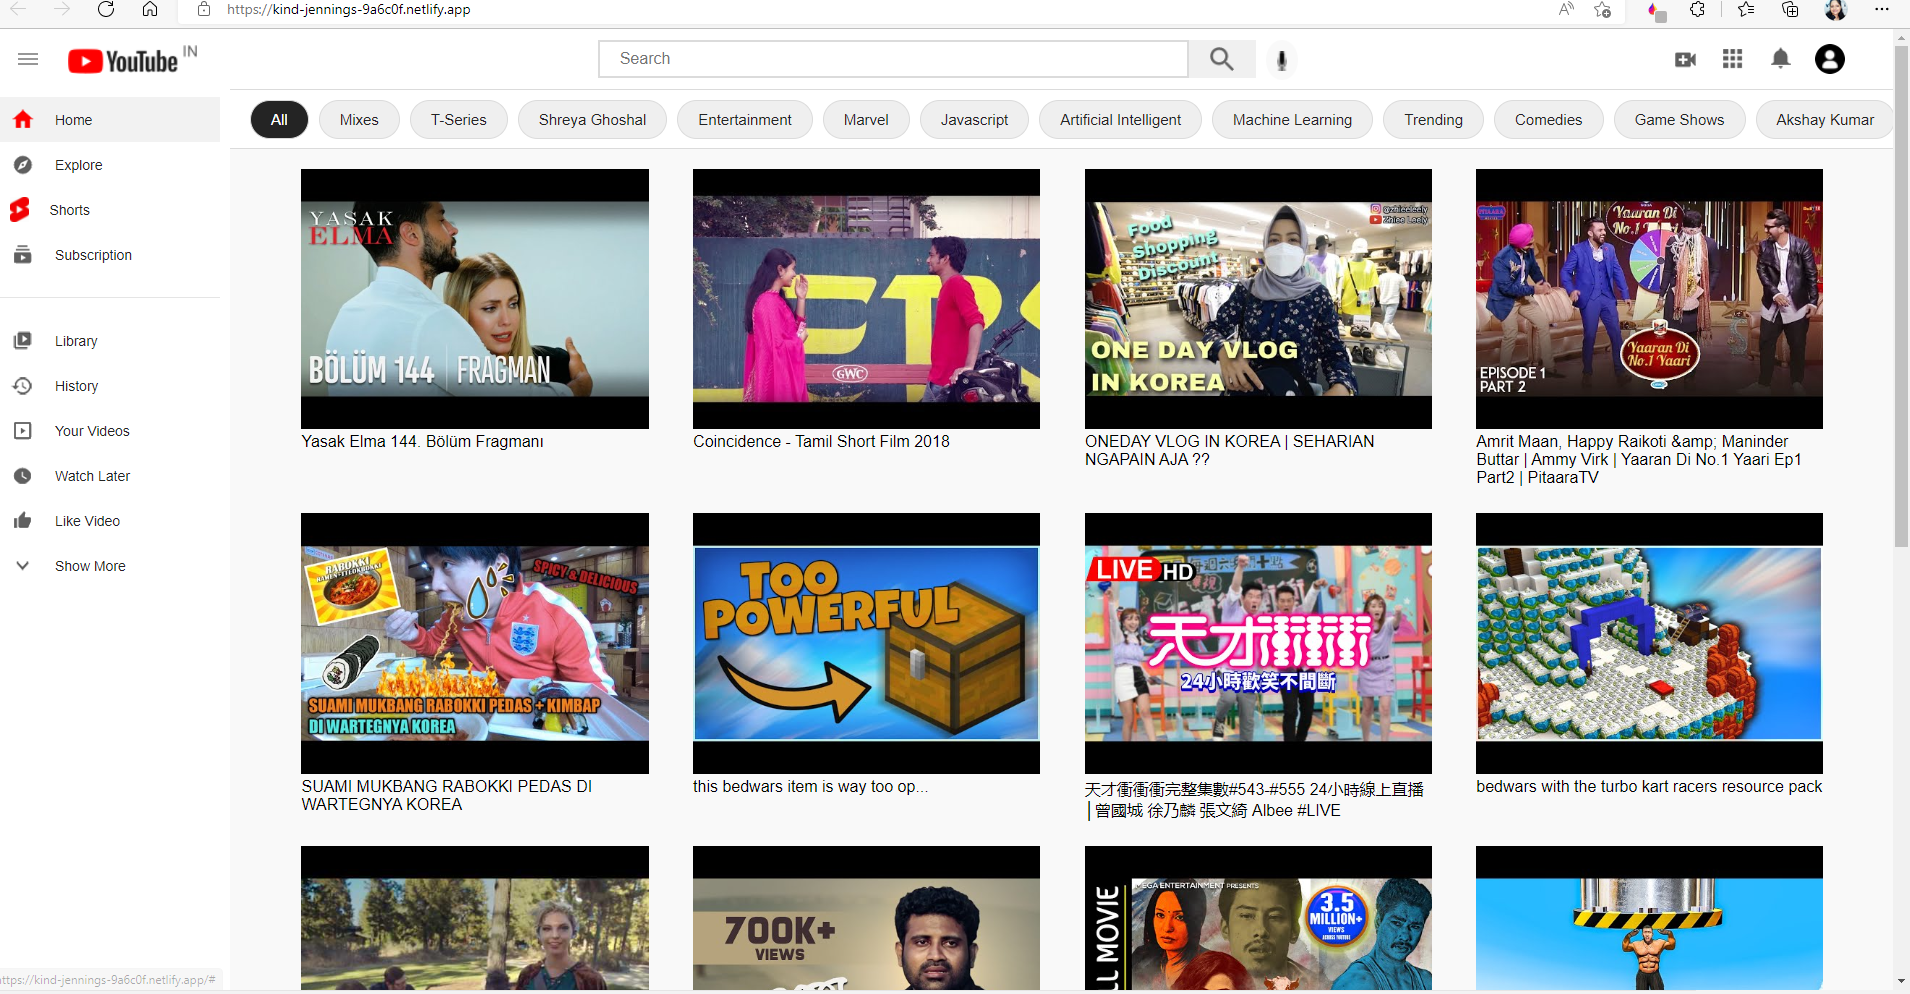 https://kind-jennings-9a6c0f.netlify.app
YouTube IN
Search
Home
Explore
Shorts
Subscription
Library
History
Your Videos
Watch Later
Like Video
Show More
All
Mixes
T-Series
Shreya Ghoshal
Entertainment
Marvel
Javascript
Artificial Intelligent
Machine Learning
Trending
Comedies
Game Shows
Akshay Kumar
YASAK
ELMA
BÖLÜM 144 | FRAGMAN
Yasak Elma 144. Bölüm Fragmanı
GWC
Coincidence - Tamil Short Film 2018
Food
Shopping
Discount
@zhieeleely
Zhiee Leely
ONE DAY VLOG
IN KOREA
ONEDAY VLOG IN KOREA | SEHARIAN
NGAPAIN AJA ??
Yaaran Di
No.1 Yaari
Yaaran Di
No.1 Yaari
EPISODE 1
PART 2
Amrit Maan, Happy Raikoti &amp; Maninder
Buttar | Ammy Virk | Yaaran Di No.1 Yaari Ep1
Part2 | PitaaraTV
RABOKKI
SPICY & DELICIOUS
SUAMI MUKBANG RABOKKI PEDAS + KIMBAP
DI WARTEGNYA KOREA
SUAMI MUKBANG RABOKKI PEDAS DI
WARTEGNYA KOREA
TOO
POWERFUL
this bedwars item is way too op...
LIVE HD
天才衝衝衝
24小時歡笑不間斷
天才衝衝衝完整集數#543-#555 24小時線上直播
│曾國城 徐乃麟 張文綺 Albee #LIVE
bedwars with the turbo kart racers resource pack
700K+
VIEWS
MEGA ENTERTAINMENT PRESENTS
LL MOVIE
3.5
MILLION+
VIEWS
ACROSS YOUTUBE
https://kind-jennings-9a6c0f.netlify.app/#